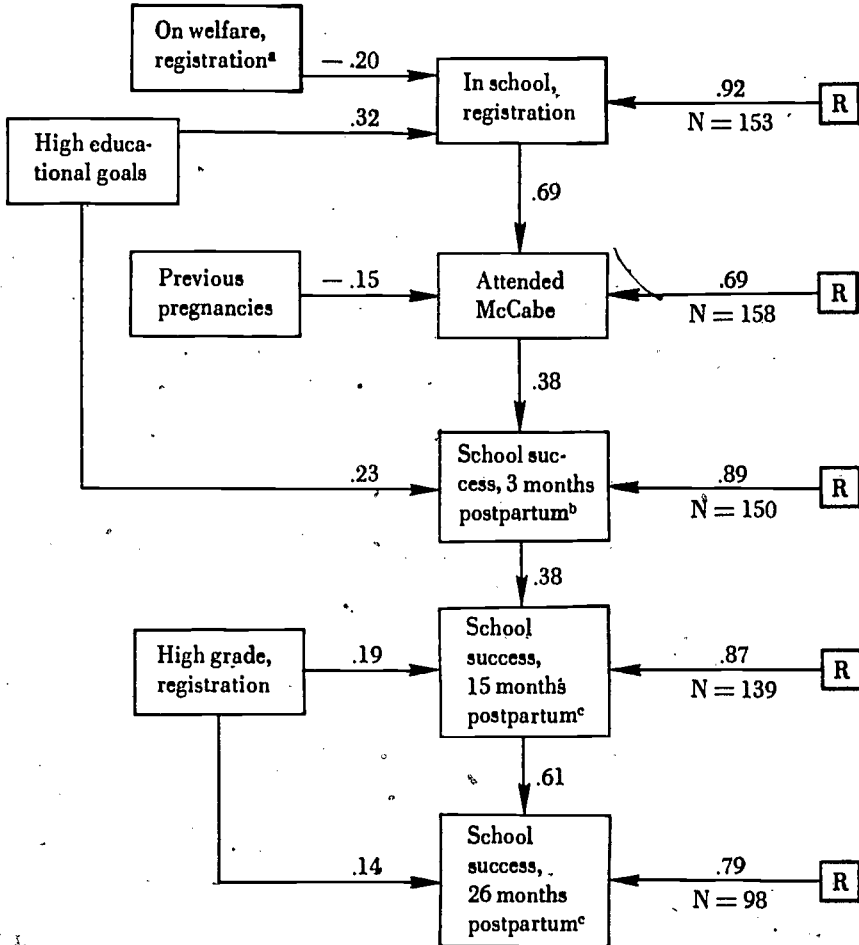 On welfare,
registrationᵃ
— .20
In school,
registration
.92
N = 153
R
High educa-
tional goals
.32
.69
Previous
pregnancies
— .15
Attended
McCabe
.69
N = 158
R
.38
.23
School suc-
cess, 3 months
postpartumᵇ
.89
N = 150
R
.38
High grade,
registration
.19
School
success,
15 months
postpartumᶜ
.87
N = 139
R
.61
.14
School
success,
26 months
postpartumᶜ
.79
N = 98
R